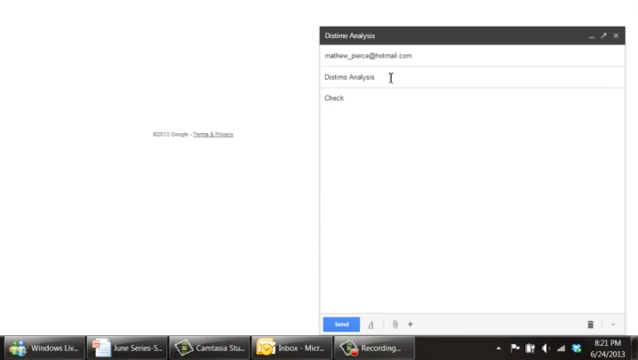 Distimo Analysis
mathew_pierce@hotmail.com
Distimo Analysis
Check
©2013 Google - Terms & Privacy
Send
Windows Liv...
June Series-5...
Camtasia Stu...
Inbox - Micr...
Recording...
8:21 PM
6/24/2013